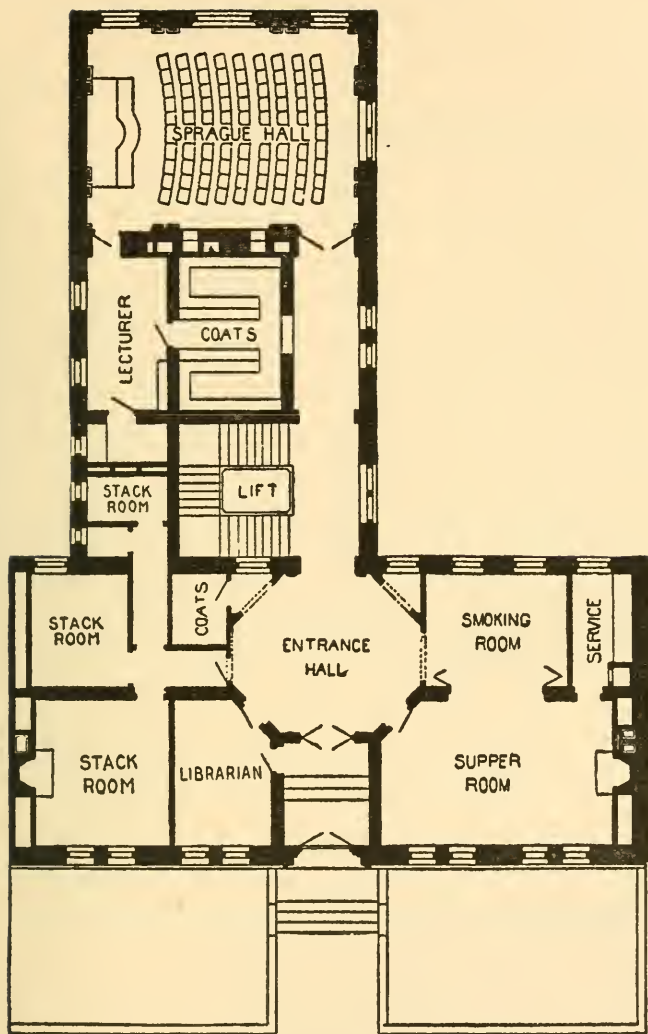 SPRAGUE HALL
LECTURER
COATS
STACK
ROOM
LIFT
STACK
ROOM
COATS
ENTRANCE
HALL
SMOKING
ROOM
SERVICE
STACK
ROOM
LIBRARIAN
SUPPER
ROOM